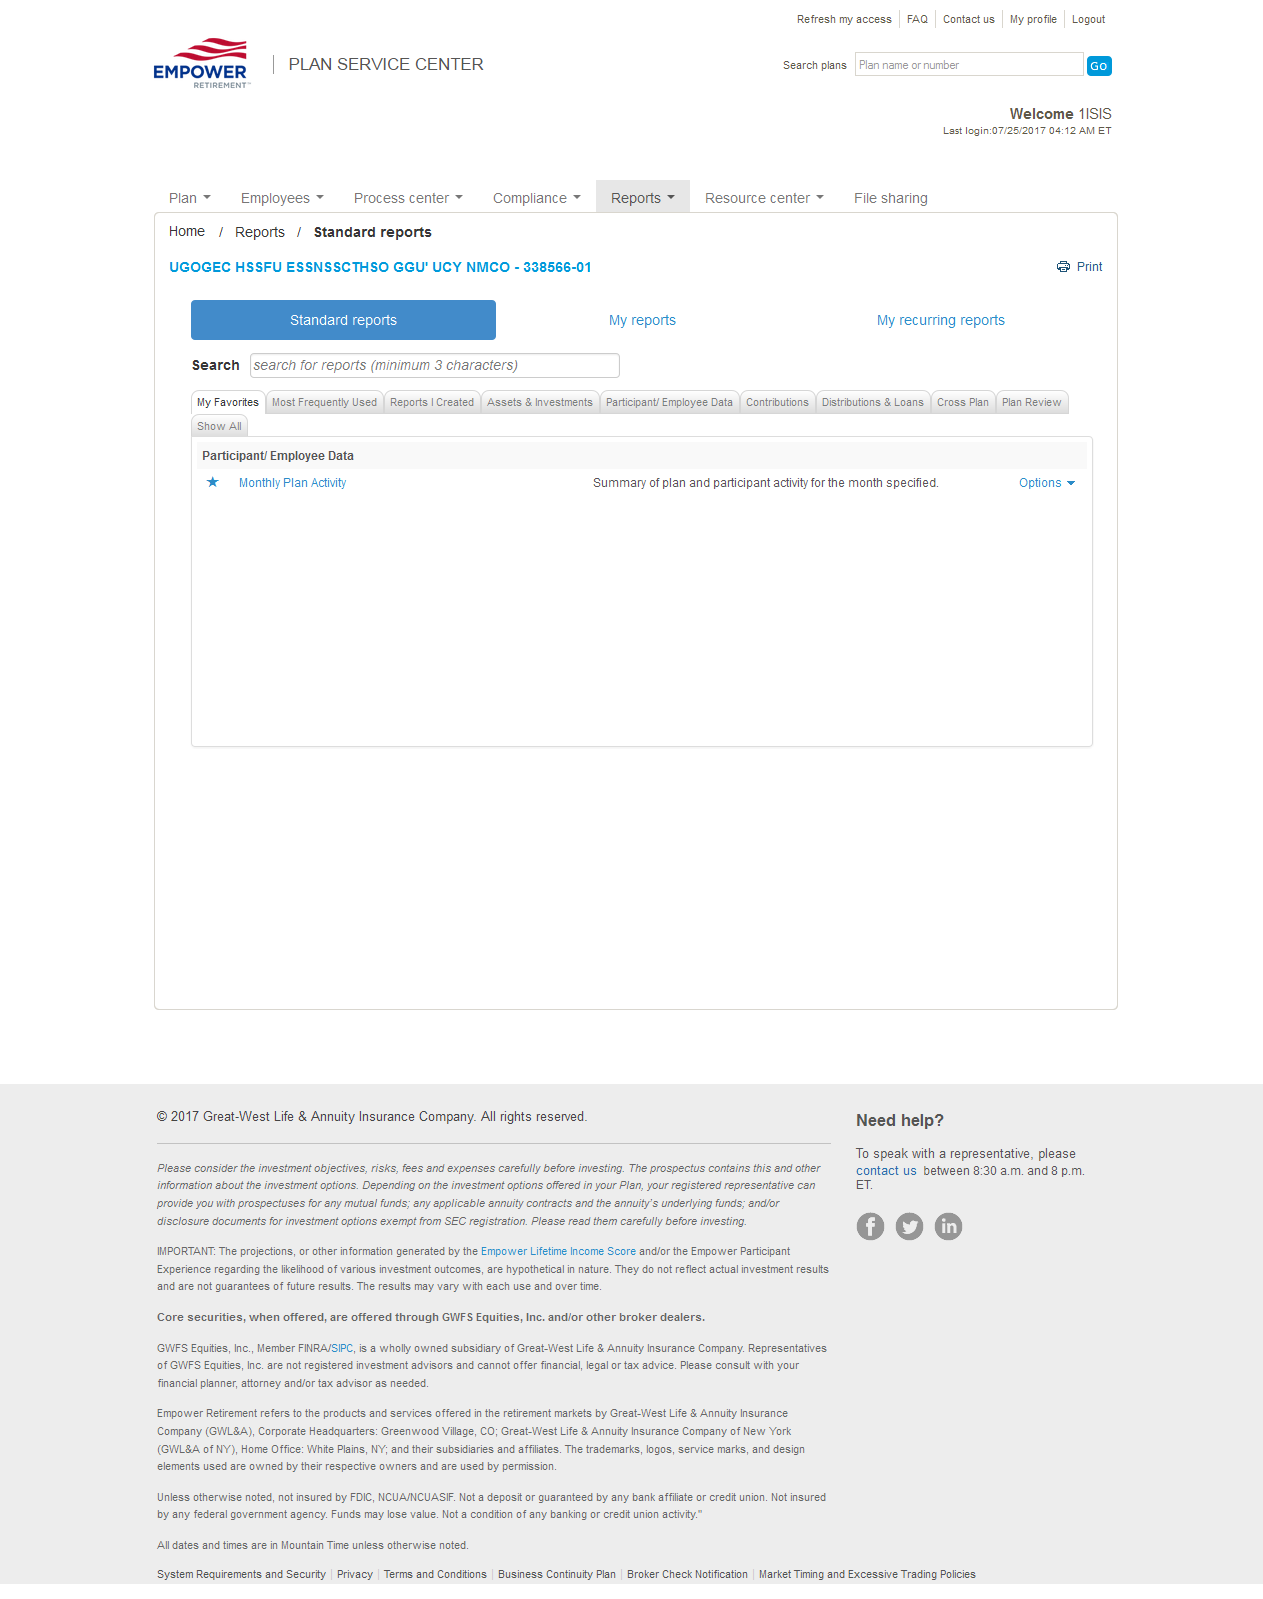 Refresh my access FAQ Contact us My profile Logout
EMPOWER
RETIREMENT™
PLAN SERVICE CENTER
Search plans Plan name or number Go
Welcome 1ISIS
Last login:07/25/2017 04:12 AM ET
Plan Employees Process center Compliance Reports Resource center File sharing
Home / Reports / Standard reports
UGOGEC HSSFU ESSNSSCTHSO GGU' UCY NMCO - 338566-01
Print
Standard reports My reports My recurring reports
Search search for reports (minimum 3 characters)
My Favorites Most Frequently Used Reports I Created Assets & Investments Participant/ Employee Data Contributions Distributions & Loans Cross Plan Plan Review
Show All
Participant/ Employee Data
Monthly Plan Activity Summary of plan and participant activity for the month specified. Options
© 2017 Great-West Life & Annuity Insurance Company. All rights reserved.
Please consider the investment objectives, risks, fees and expenses carefully before investing. The prospectus contains this and other
information about the investment options. Depending on the investment options offered in your Plan, your registered representative can
provide you with prospectuses for any mutual funds; any applicable annuity contracts and the annuity's underlying funds; and/or
disclosure documents for investment options exempt from SEC registration. Please read them carefully before investing.
IMPORTANT: The projections, or other information generated by the Empower Lifetime Income Score and/or the Empower Participant
Experience regarding the likelihood of various investment outcomes, are hypothetical in nature. They do not reflect actual investment results
and are not guarantees of future results. The results may vary with each use and over time.
Core securities, when offered, are offered through GWFS Equities, Inc. and/or other broker dealers.
GWFS Equities, Inc., Member FINRA/SIPC, is a wholly owned subsidiary of Great-West Life & Annuity Insurance Company. Representatives
of GWFS Equities, Inc. are not registered investment advisors and cannot offer financial, legal or tax advice. Please consult with your
financial planner, attorney and/or tax advisor as needed.
Empower Retirement refers to the products and services offered in the retirement markets by Great-West Life & Annuity Insurance
Company (GWL&A), Corporate Headquarters: Greenwood Village, CO; Great-West Life & Annuity Insurance Company of New York
(GWL&A of NY), Home Office: White Plains, NY; and their subsidiaries and affiliates. The trademarks, logos, service marks, and design
elements used are owned by their respective owners and are used by permission.
Unless otherwise noted, not insured by FDIC, NCUA/NCUASIF. Not a deposit or guaranteed by any bank affiliate or credit union. Not insured
by any federal government agency. Funds may lose value. Not a condition of any banking or credit union activity."
All dates and times are in Mountain Time unless otherwise noted.
System Requirements and Security Privacy Terms and Conditions Business Continuity Plan Broker Check Notification Market Timing and Excessive Trading Policies
Need help?
To speak with a representative, please
contact us between 8:30 a.m. and 8 p.m.
ET.